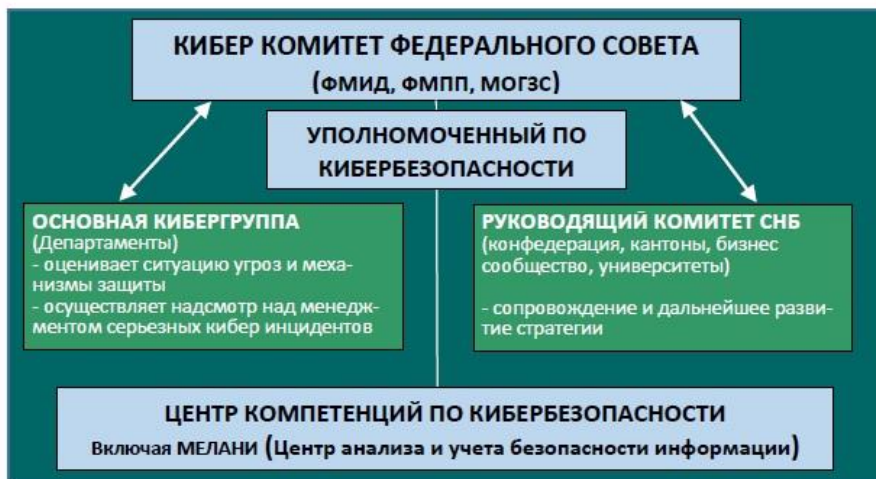 КИБЕР КОМИТЕТ ФЕДЕРАЛЬНОГО СОВЕТА
(ФМИД, ФМПП, МОГЗС)
УПОЛНОМОЧЕННЫЙ ПО
КИБЕРБЕЗОПАСНОСТИ
ОСНОВНАЯ КИБЕРГРУППА
(Департаменты)
- оценивает ситуацию угроз и меха-
низмы защиты
- осуществляет надсмотр над менедж-
ментом серьезных кибер инцидентов
РУКОВОДЯЩИЙ КОМИТЕТ СНБ
(конфедерация, кантоны, бизнес
сообщество, университеты)
- сопровождение и дальнейшее разви-
тие стратегии
ЦЕНТР КОМПЕТЕНЦИЙ ПО КИБЕРБЕЗОПАСНОСТИ
Включая МЕЛАНИ (Центр анализа и учета безопасности информации)